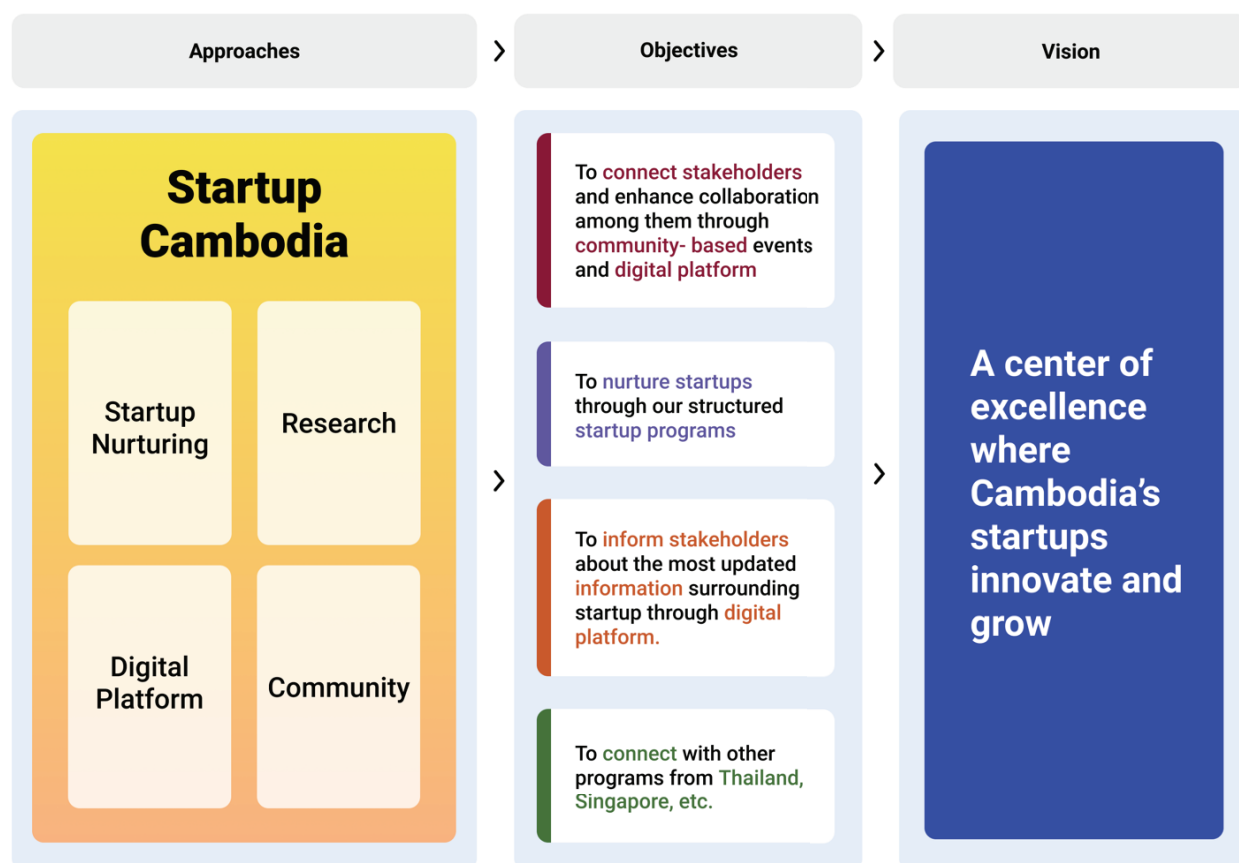 Approaches
Objectives
Vision
Startup
Cambodia
Startup
Nurturing
Research
Digital
Platform
Community
To connect stakeholders
and enhance collaboration
among them through
community- based events
and digital platform
To nurture startups
through our structured
startup programs
To inform stakeholders
about the most updated
information surrounding
startup through digital
platform.
To connect with other
programs from Thailand,
Singapore, etc.
A center of
excellence
where
Cambodia’s
startups
innovate and
grow